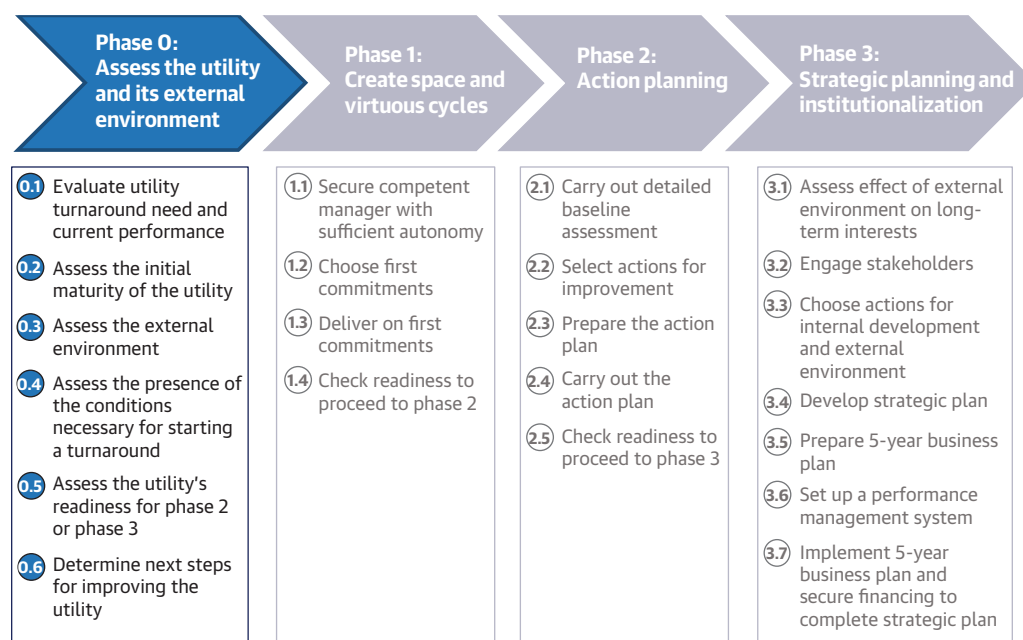 Phase 0:
Assess the utility
and its external
environment
Phase 1:
Create space and
virtuous cycles
Phase 2:
Action planning
Phase 3:
Strategic planning and
institutionalization
0.1 Evaluate utility
turnaround need and
current performance
0.2 Assess the initial
maturity of the utility
0.3 Assess the external
environment
0.4 Assess the presence of
the conditions
necessary for starting
a turnaround
0.5 Assess the utility's
readiness for phase 2
or phase 3
0.6 Determine next steps
for improving the
utility
1.1 Secure competent
manager with
sufficient autonomy
1.2 Choose first
commitments
1.3 Deliver on first
commitments
1.4 Check readiness to
proceed to phase 2
2.1 Carry out detailed
baseline
assessment
2.2 Select actions for
improvement
2.3 Prepare the action
plan
2.4 Carry out the
action plan
2.5 Check readiness to
proceed to phase 3
3.1 Assess effect of external
environment on long-
term interests
3.2 Engage stakeholders
3.3 Choose actions for
internal development
and external
environment
3.4 Develop strategic plan
3.5 Prepare 5-year business
plan
3.6 Set up a performance
management system
3.7 Implement 5-year
business plan and
secure financing to
complete strategic plan